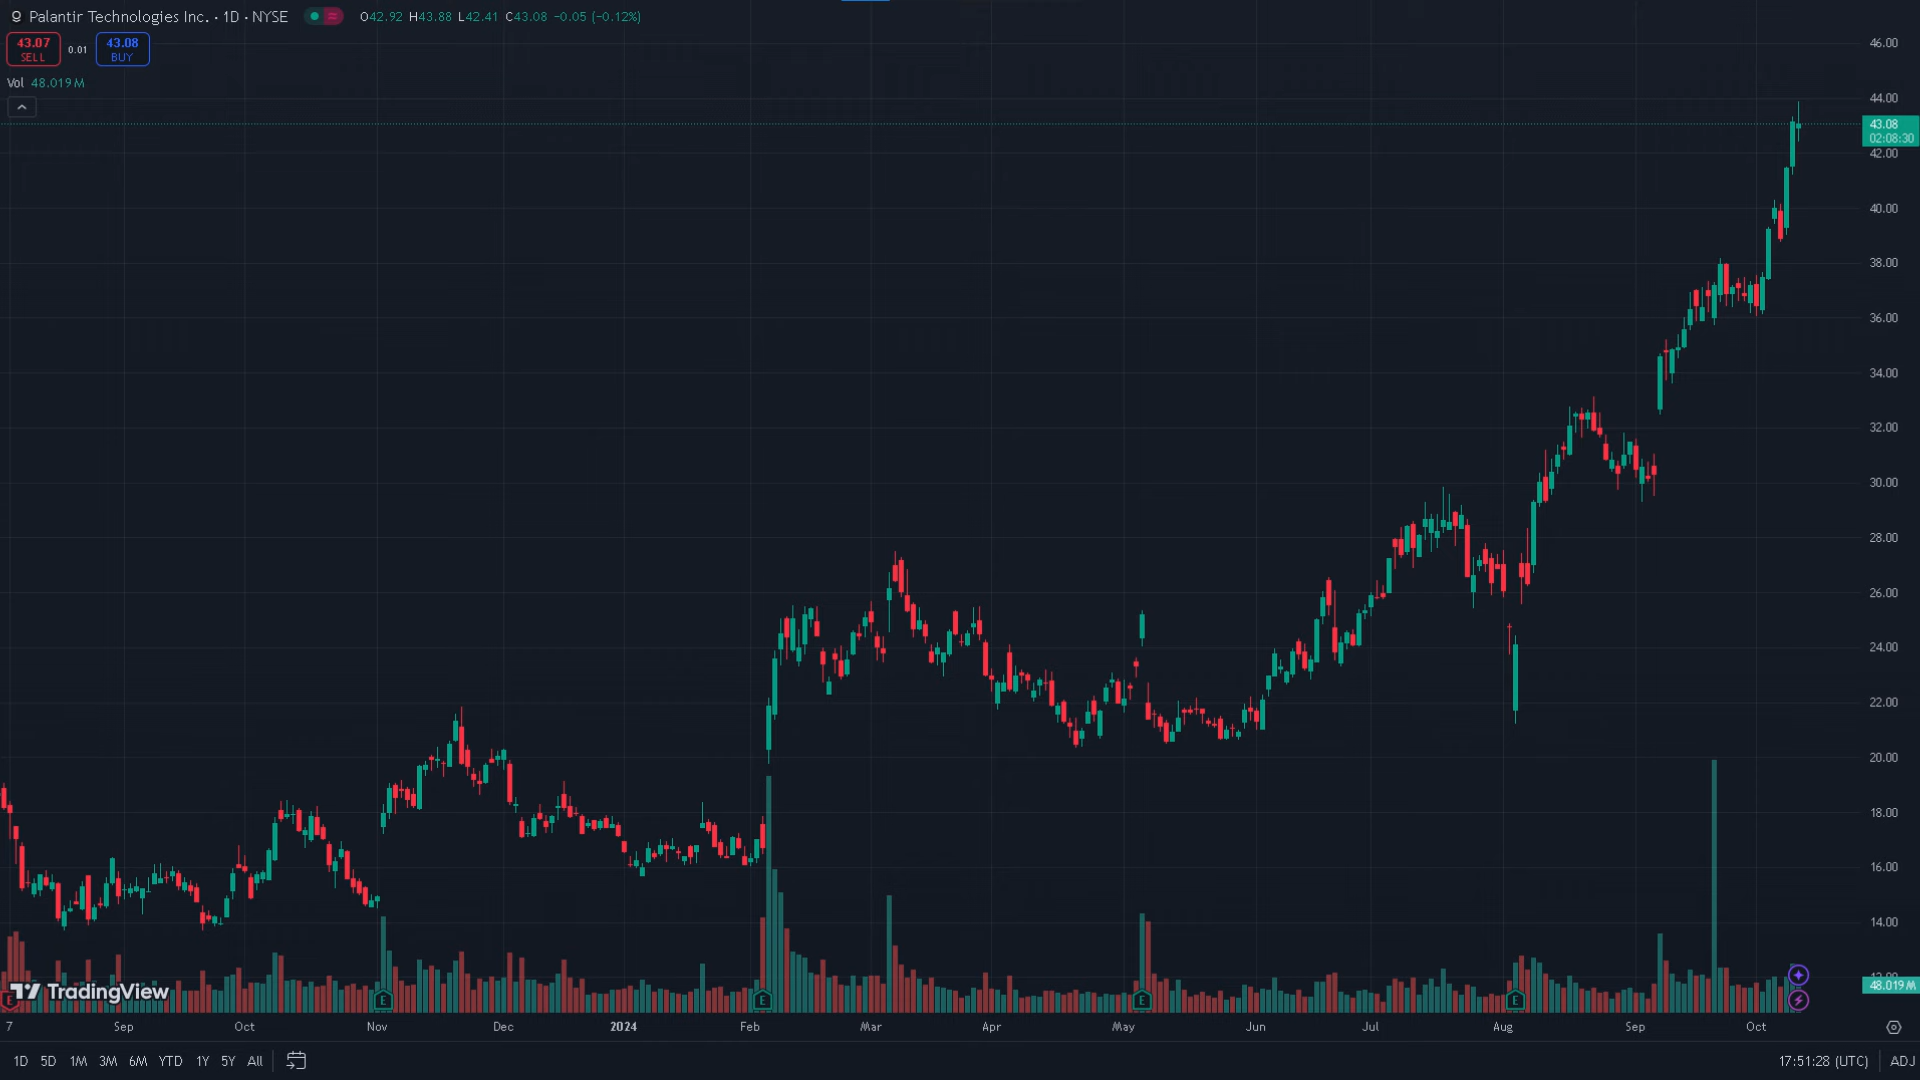 Palantir Technologies Inc. · 1D · NYSE O42.92 H43.88 L42.41 C43.08 −0.05 (−0.12%)
43.07 SELL 0.01 43.08 BUY
Vol 48.019 M
46.00
44.00
43.08
02:08:30
42.00
40.00
38.00
36.00
34.00
32.00
30.00
28.00
26.00
24.00
22.00
20.00
18.00
16.00
14.00
12.00
48.019 M
E E E E E E
TradingView
7 Sep Oct Nov Dec 2024 Feb Mar Apr May Jun Jul Aug Sep Oct
1D 5D 1M 3M 6M YTD 1Y 5Y All 17:51:28 (UTC) ADJ